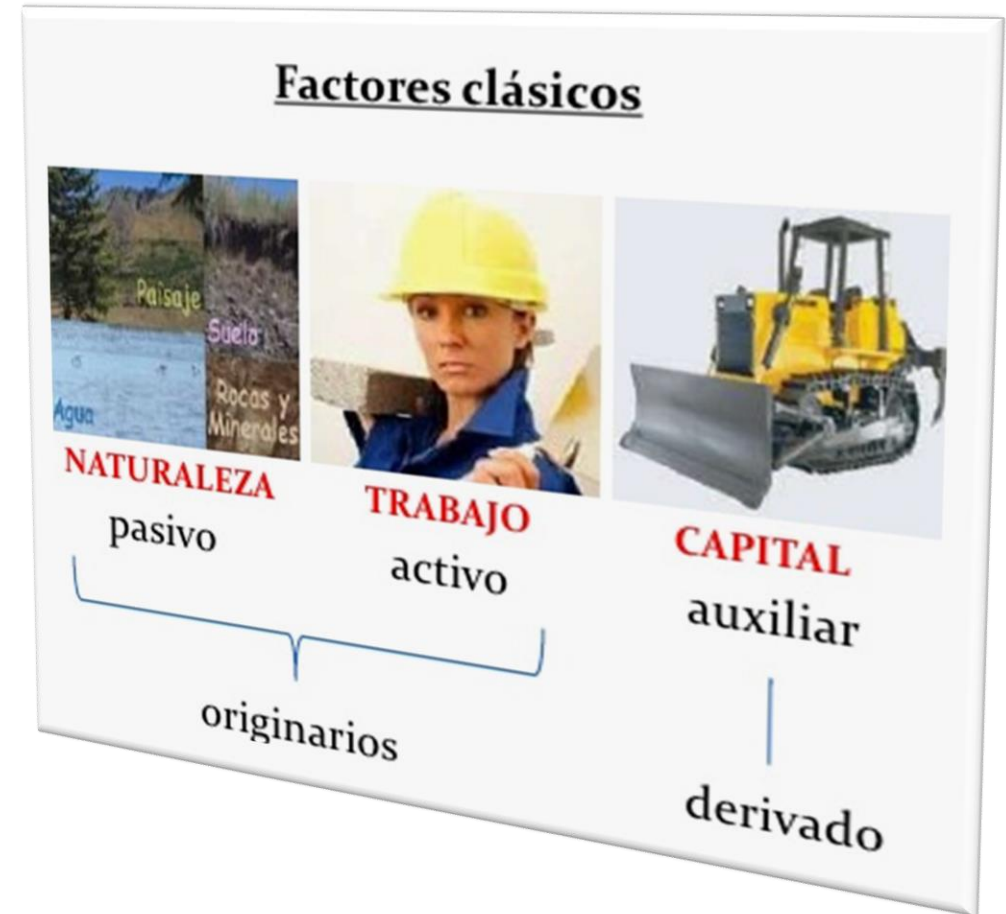 Factores clásicos
Paisaje
Suelo
Agua
Rocas y
Minerales
NATURALEZA
TRABAJO
CAPITAL
pasivo
activo
auxiliar
originarios
derivado